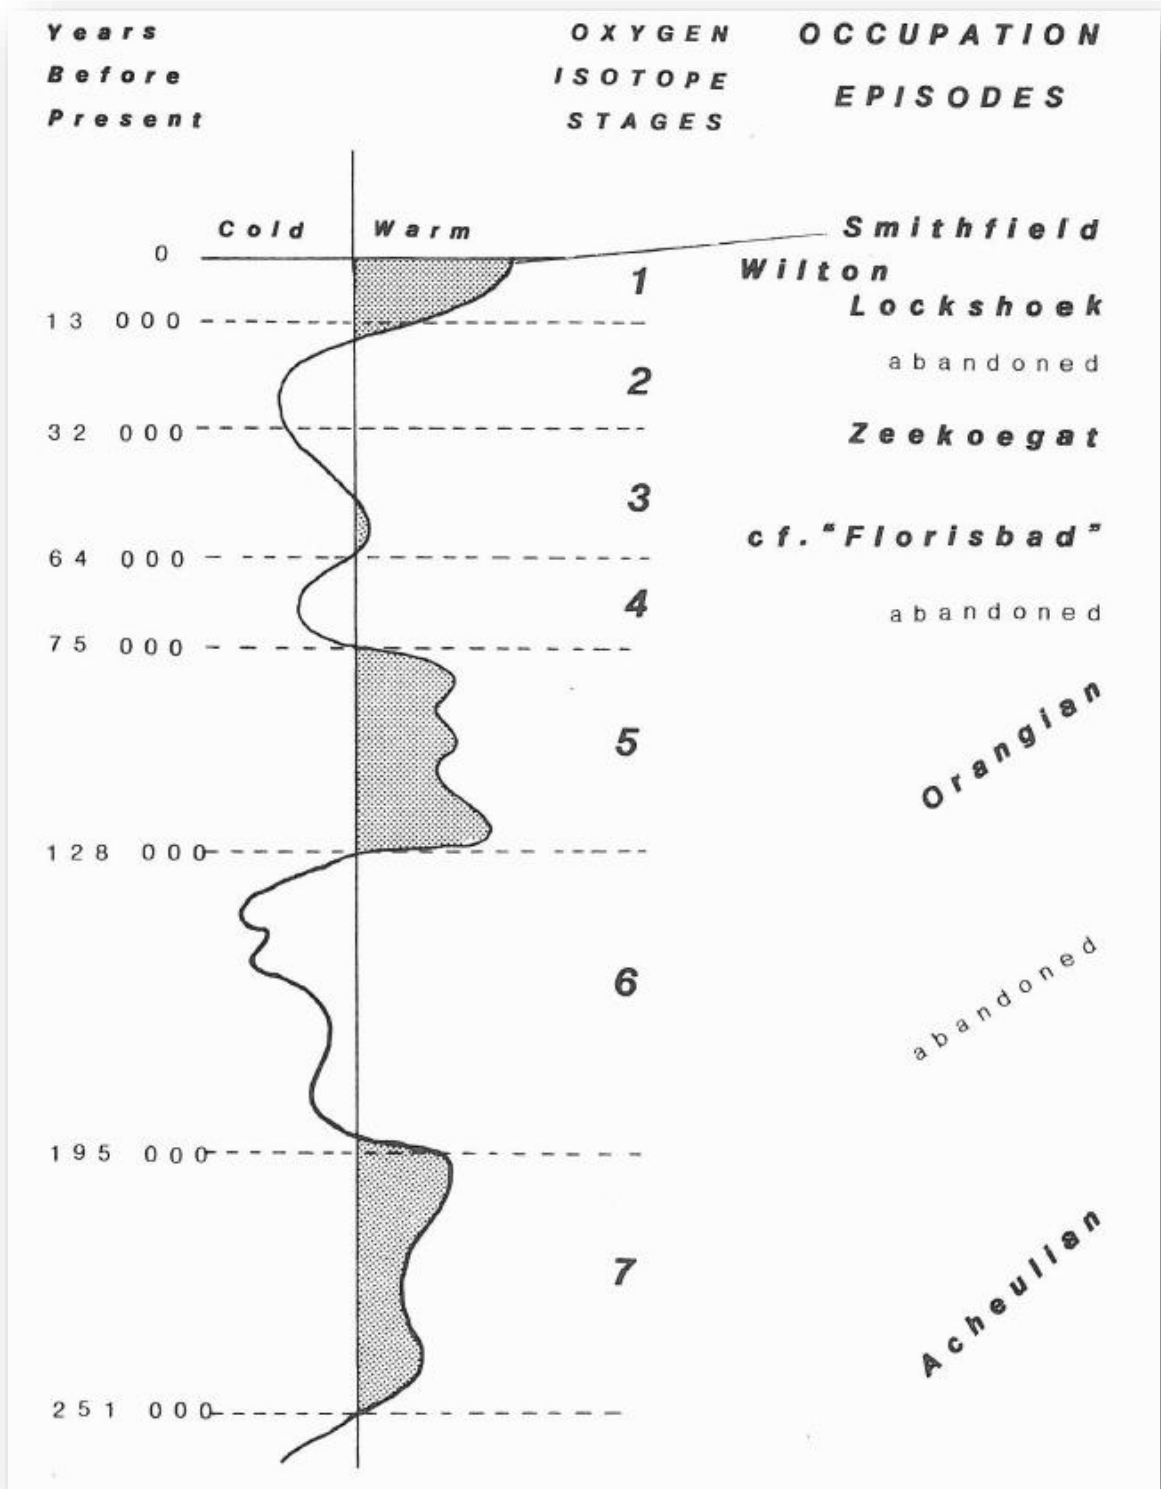 Years
Before
Present
OXYGEN
ISOTOPE
STAGES
OCCUPATION
EPISODES
Cold Warm
Smithfield
0
Wilton
1
Lockshoek
13 000
abandoned
2
32 000
Zeekoegat
3
cf. "Florisbad"
64 000
4
abandoned
75 000
Orangian
5
128 000
abandoned
6
195 000
Acheulian
7
251 000